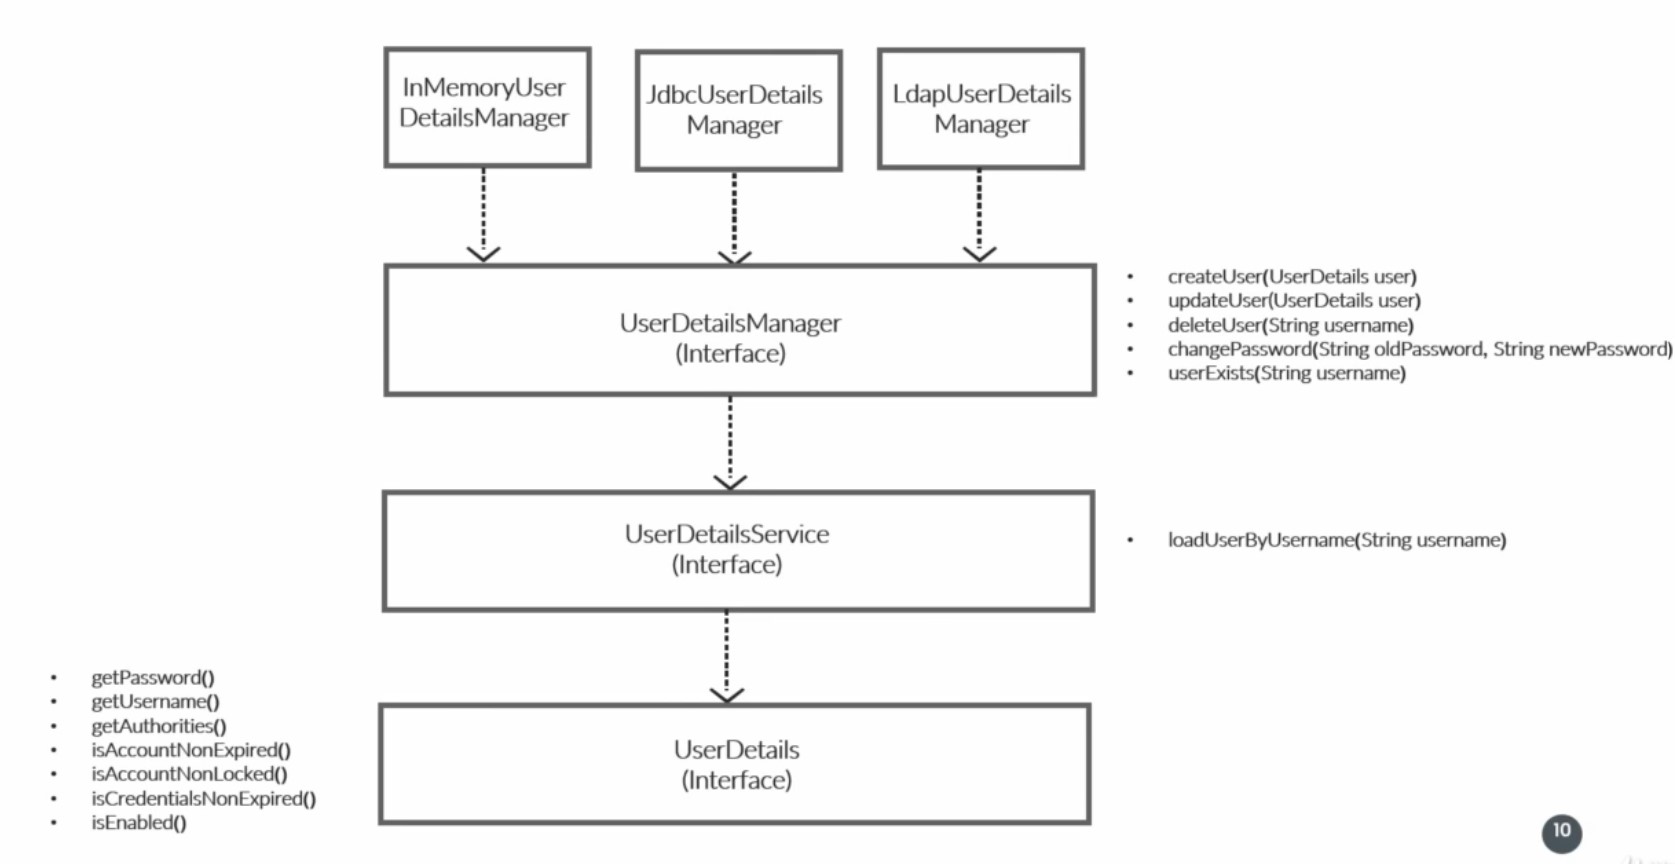 InMemoryUser
DetailsManager
JdbcUserDetails
Manager
LdapUserDetails
Manager
UserDetailsManager
(Interface)
• createUser(UserDetails user)
• updateUser(UserDetails user)
• deleteUser(String username)
• changePassword(String oldPassword, String newPassword)
• userExists(String username)
UserDetailsService
(Interface)
• loadUserByUsername(String username)
• getPassword()
• getUsername()
• getAuthorities()
• isAccountNonExpired()
• isAccountNonLocked()
• isCredentialsNonExpired()
• isEnabled()
UserDetails
(Interface)
10